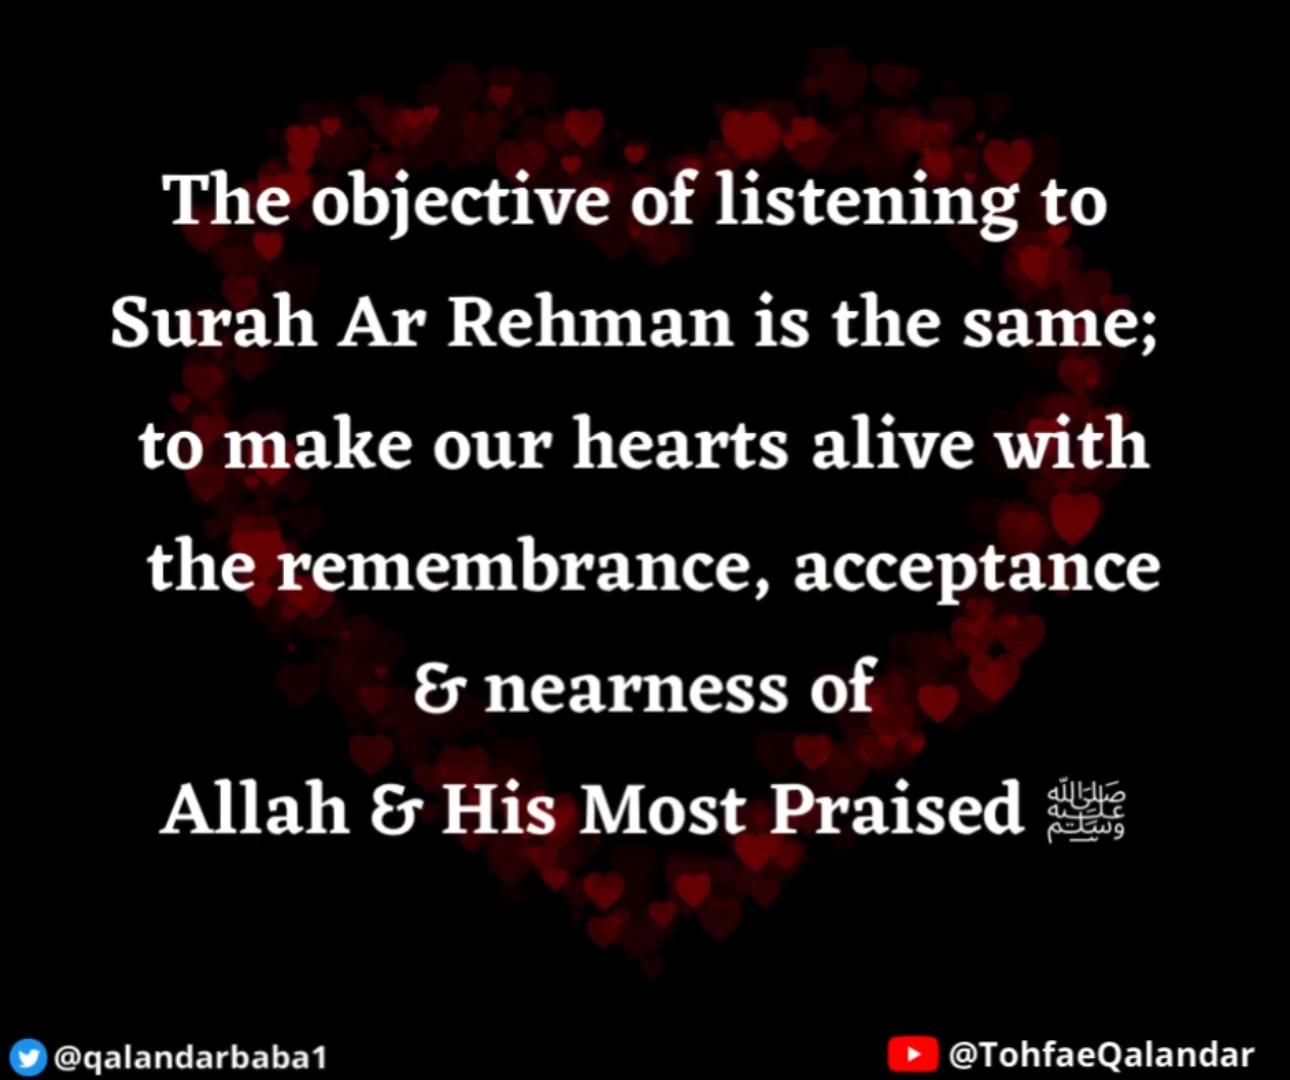 The objective of listening to
Surah Ar Rehman is the same;
to make our hearts alive with
the remembrance, acceptance
& nearness of
Allah & His Most Praised ﷺ
@qalandarbaba1
@TohfaeQalandar